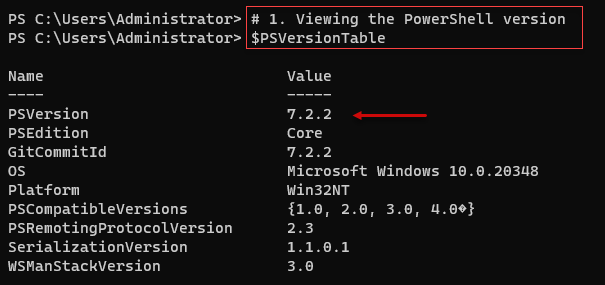 PS C:\Users\Administrator> # 1. Viewing the PowerShell version
PS C:\Users\Administrator> $PSVersionTable
Name Value
---- -----
PSVersion 7.2.2
PSEdition Core
GitCommitId 7.2.2
OS Microsoft Windows 10.0.20348
Platform Win32NT
PSCompatibleVersions {1.0, 2.0, 3.0, 4.0�}
PSRemotingProtocolVersion 2.3
SerializationVersion 1.1.0.1
WSManStackVersion 3.0